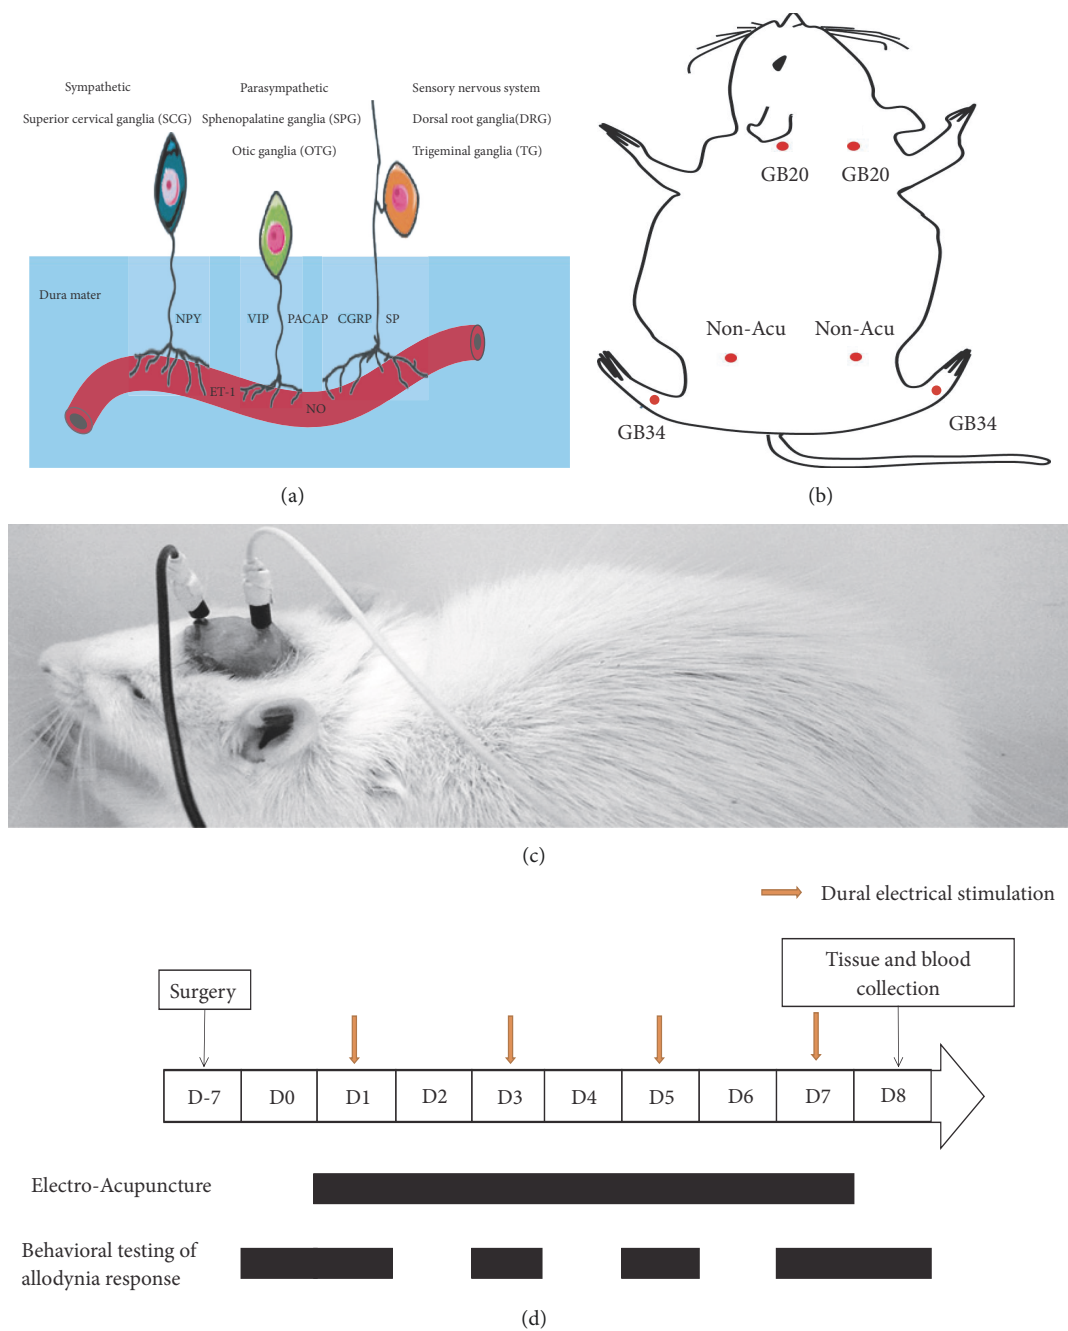 Sympathetic
Superior cervical ganglia (SCG)
Parasympathetic
Sphenopalatine ganglia (SPG)
Otic ganglia (OTG)
Sensory nervous system
Dorsal root ganglia(DRG)
Trigeminal ganglia (TG)
Dura mater
NPY
VIP
PACAP
CGRP
SP
ET-1
NO
(a)
GB20
GB20
Non-Acu
Non-Acu
GB34
GB34
(b)
(c)
Dural electrical stimulation
Surgery
Tissue and blood
collection
D-7
D0
D1
D2
D3
D4
D5
D6
D7
D8
Electro-Acupuncture
Behavioral testing of
allodynia response
(d)